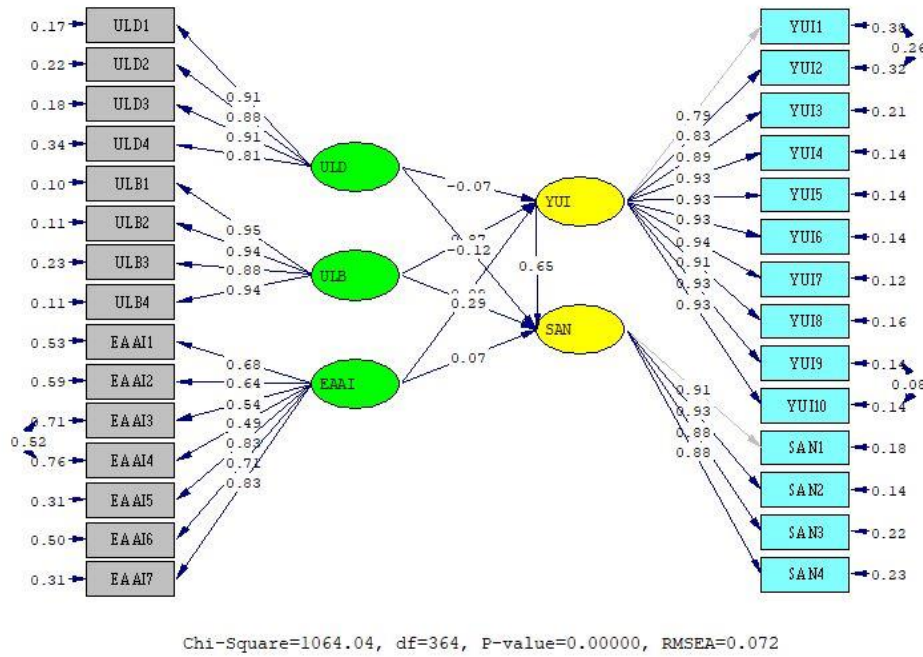 0.17 ULD1
0.22 ULD2
0.18 ULD3
0.34 ULD4
0.10 ULB1
0.11 ULB2
0.23 ULB3
0.11 ULB4
0.53 EAAI1
0.59 EAAI2
0.71 EAAI3
0.52
0.76 EAAI4
0.31 EAAI5
0.50 EAAI6
0.31 EAAI7
0.91
0.88
0.91
0.81
0.95
0.94
0.88
0.94
0.68
0.64
0.54
0.49
0.83
0.71
0.83
ULD
ULB
EAAI
-0.07
-0.12
0.29
0.07
0.65
YUI
SAN
0.79
0.83
0.89
0.93
0.93
0.93
0.94
0.91
0.93
0.93
0.91
0.93
0.88
0.88
YUI1 0.38
0.26
YUI2 0.32
YUI3 0.21
YUI4 0.14
YUI5 0.14
YUI6 0.14
YUI7 0.12
YUI8 0.16
YUI9 0.14
0.08
YUI10 0.14
SAN1 0.18
SAN2 0.14
SAN3 0.22
SAN4 0.23
Chi-Square=1064.04, df=364, P-value=0.00000, RMSEA=0.072